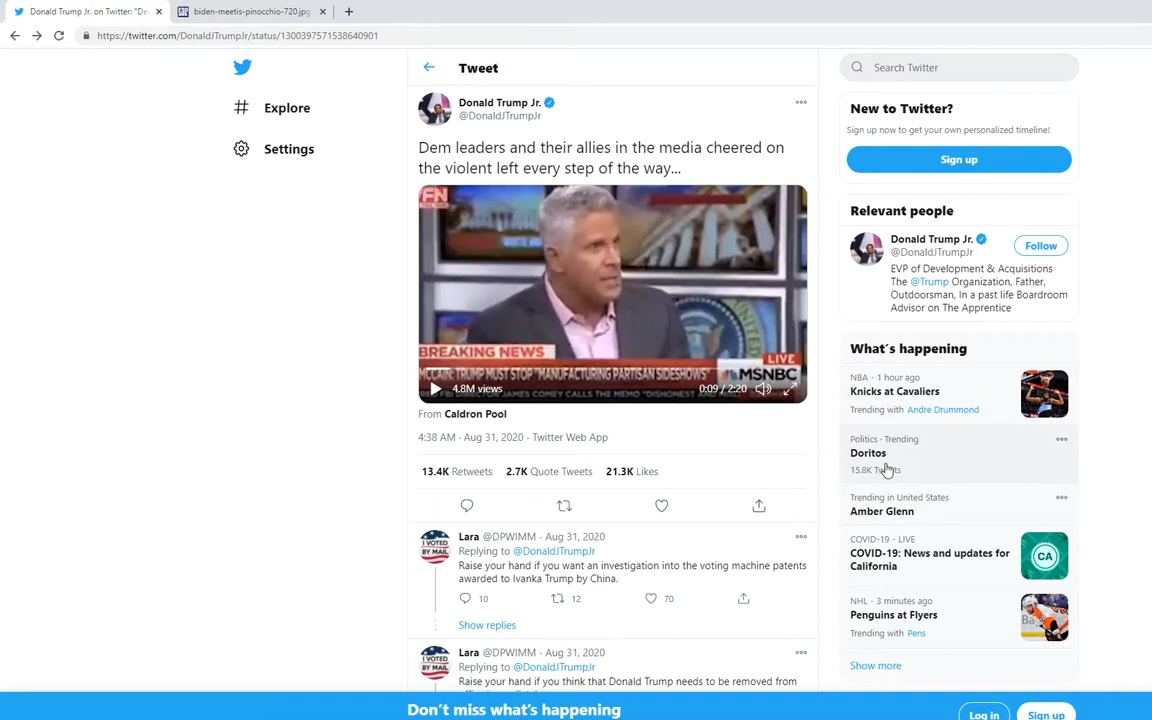 Donald Trump Jr. on Twitter: "De
biden-meetis-pinocchio-720.jpg
https://twitter.com/DonaldJTrumpJr/status/1300397571538640901
Tweet
Search Twitter
Explore
Settings
Donald Trump Jr.
@DonaldJTrumpJr
Dem leaders and their allies in the media cheered on
the violent left every step of the way...
FN
BREAKING NEWS
LIVE
MCCAIN: TRUMP MUST STOP "MANUFACTURING PARTISAN SIDESHOWS"
MSNBC
4.8M views
0:09 / 2:20
From Caldron Pool
4:38 AM · Aug 31, 2020 · Twitter Web App
13.4K Retweets 2.7K Quote Tweets 21.3K Likes
Lara @DPWIMM · Aug 31, 2020
Replying to @DonaldJTrumpJr
Raise your hand if you want an investigation into the voting machine patents
awarded to Ivanka Trump by China.
10 12 70
Show replies
Lara @DPWIMM · Aug 31, 2020
Replying to @DonaldJTrumpJr
Raise your hand if you think that Donald Trump needs to be removed from
New to Twitter?
Sign up now to get your own personalized timeline!
Sign up
Relevant people
Donald Trump Jr.
@DonaldJTrumpJr
Follow
EVP of Development & Acquisitions
The @Trump Organization, Father,
Outdoorsman, In a past life Boardroom
Advisor on The Apprentice
What's happening
NBA · 1 hour ago
Knicks at Cavaliers
Trending with Andre Drummond
Politics · Trending
Doritos
15.8K Tweets
Trending in United States
Amber Glenn
COVID-19 · LIVE
COVID-19: News and updates for
California
CA
NHL · 3 minutes ago
Penguins at Flyers
Trending with Pens
Show more
Don't miss what's happening
Log in
Sign up